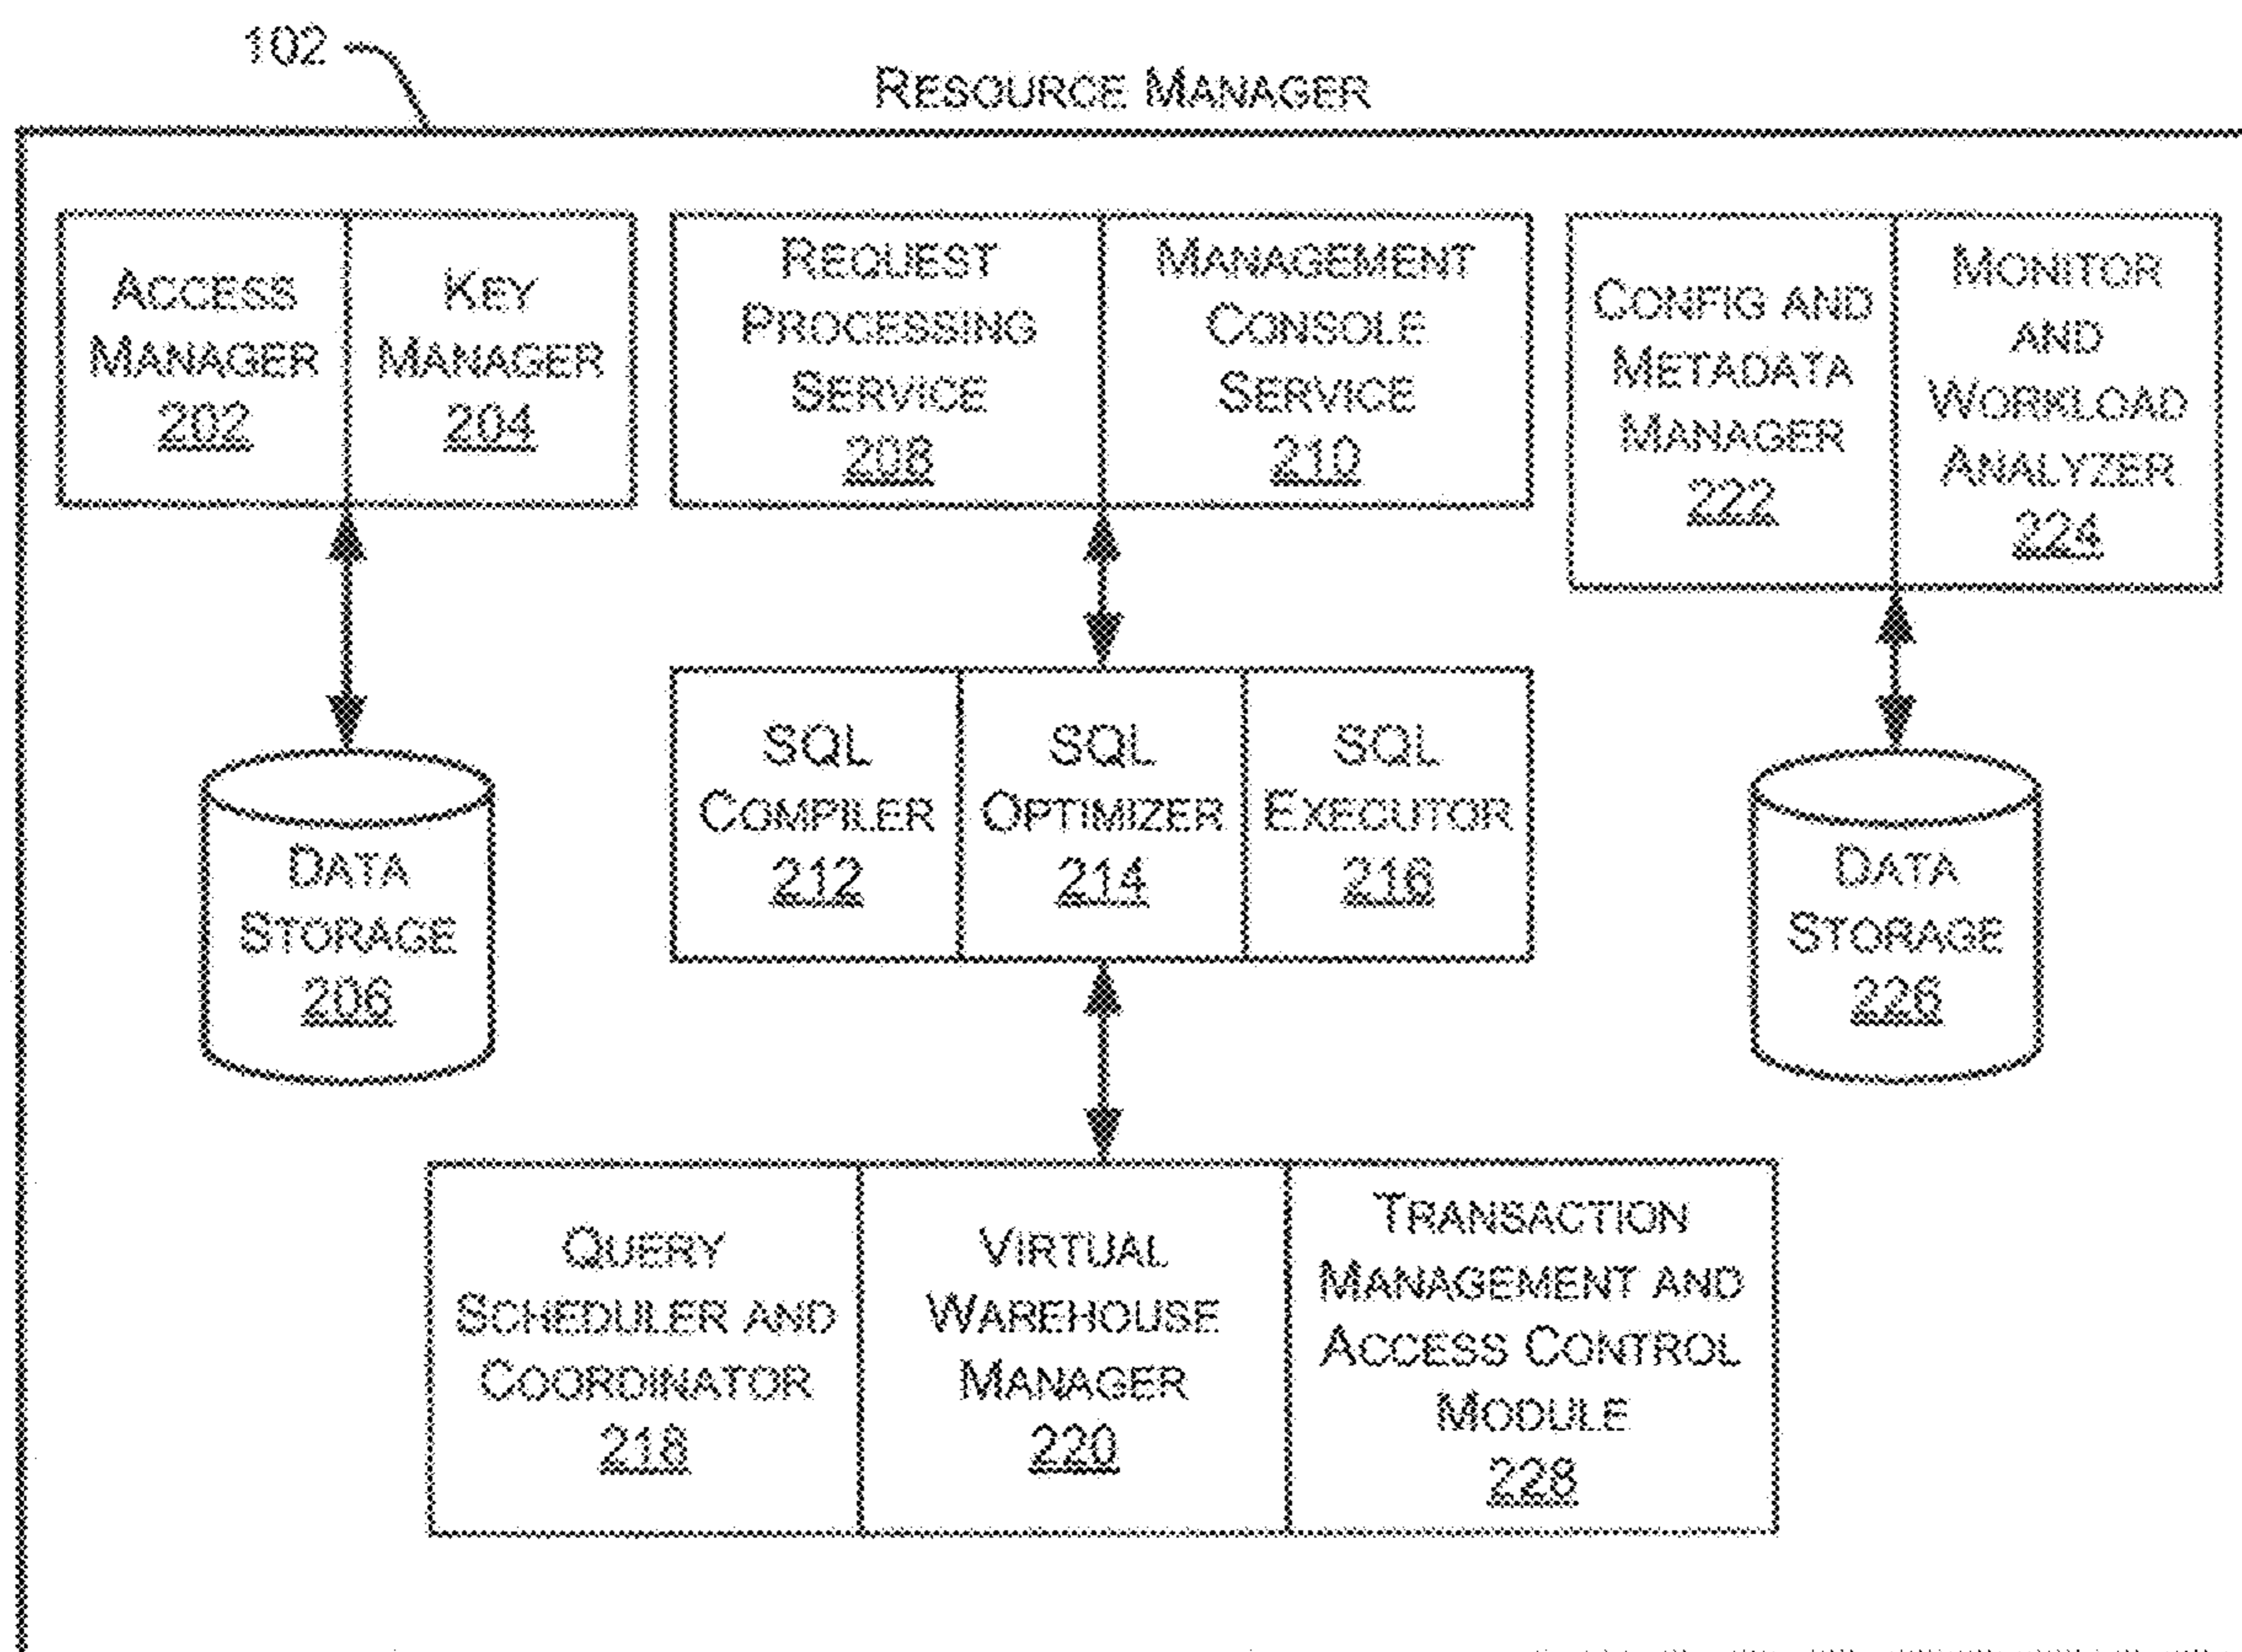 102
RESOURCE MANAGER
ACCESS
MANAGER
202
KEY
MANAGER
204
REQUEST
PROCESSING
SERVICE
208
MANAGEMENT
CONSOLE
SERVICE
210
CONFIG AND
METADATA
MANAGER
222
MONITOR
AND
WORKLOAD
ANALYZER
224
DATA
STORAGE
206
SQL
COMPILER
212
SQL
OPTIMIZER
214
SQL
EXECUTOR
216
DATA
STORAGE
226
QUERY
SCHEDULER AND
COORDINATOR
218
VIRTUAL
WAREHOUSE
MANAGER
220
TRANSACTION
MANAGEMENT AND
ACCESS CONTROL
MODULE
228